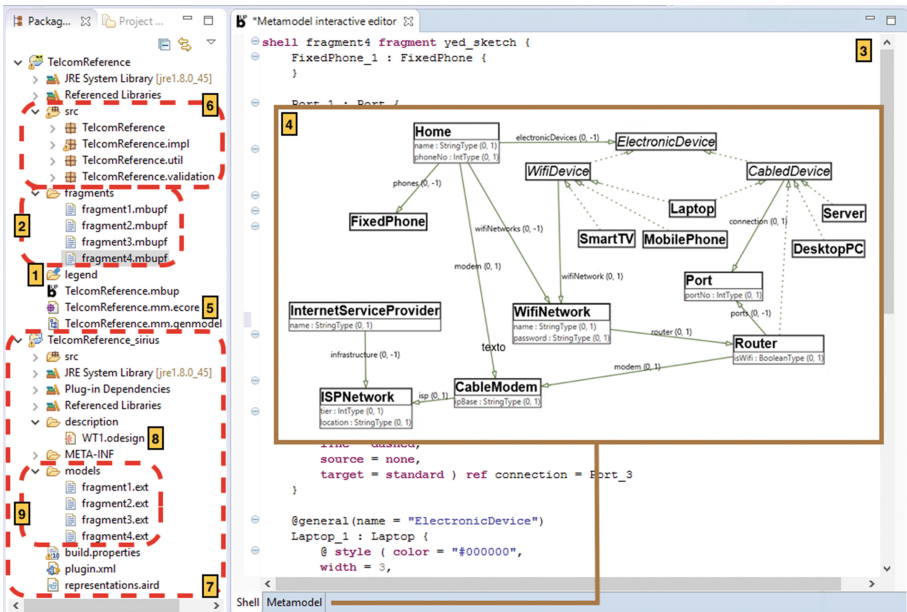 Packag...
Project ...
TelcomReference
JRE System Library [jre1.8.0_45]
Referenced Libraries
6
src
TelcomReference
TelcomReference.impl
TelcomReference.util
TelcomReference.validation
fragments
2
fragment1.mbupf
fragment2.mbupf
fragment3.mbupf
fragment4.mbupf
1
legend
TelcomReference.mbup
TelcomReference.mm.ecore
5
TelcomReference.mm.genmodel
TelcomReference_sirius
src
JRE System Library [jre1.8.0_45]
Plug-in Dependencies
Referenced Libraries
description
WT1.odesign
8
META-INF
models
9
fragment1.ext
fragment2.ext
fragment3.ext
fragment4.ext
build.properties
plugin.xml
representations.aird
7
*Metamodel interactive editor
3
shell fragment4 fragment yed_sketch {
FixedPhone_1 : FixedPhone {
}
Port 1 : Port {
4
Home
name : StringType (0, 1)
phoneNo : IntType (0, 1)
electronicDevices (0, -1)
ElectronicDevice
WifiDevice
CabledDevice
phones (0, -1)
FixedPhone
wifiNetworks (0, -1)
Laptop
connection (0, 1)
Server
SmartTV
MobilePhone
DesktopPC
modem (0, 1)
wifiNetwork (0, 1)
Port
portNo : IntType (0, 1)
InternetServiceProvider
name : StringType (0, 1)
WifiNetwork
name : StringType (0, 1)
password : StringType (0, 1)
ports (0, -1)
router (0, 1)
Router
isWifi : BooleanType (0, 1)
infrastructure (0, -1)
texto
modem (0, 1)
ISPNetwork
tier : IntType (0, 1)
location : StringType (0, 1)
isp (0, 1)
CableModem
ipBase : StringType (0, 1)
line = dashed,
source = none,
target = standard ) ref connection = Port_3
}
@general(name = "ElectronicDevice")
Laptop_1 : Laptop {
@ style ( color = "#000000",
width = 3,
Shell
Metamodel